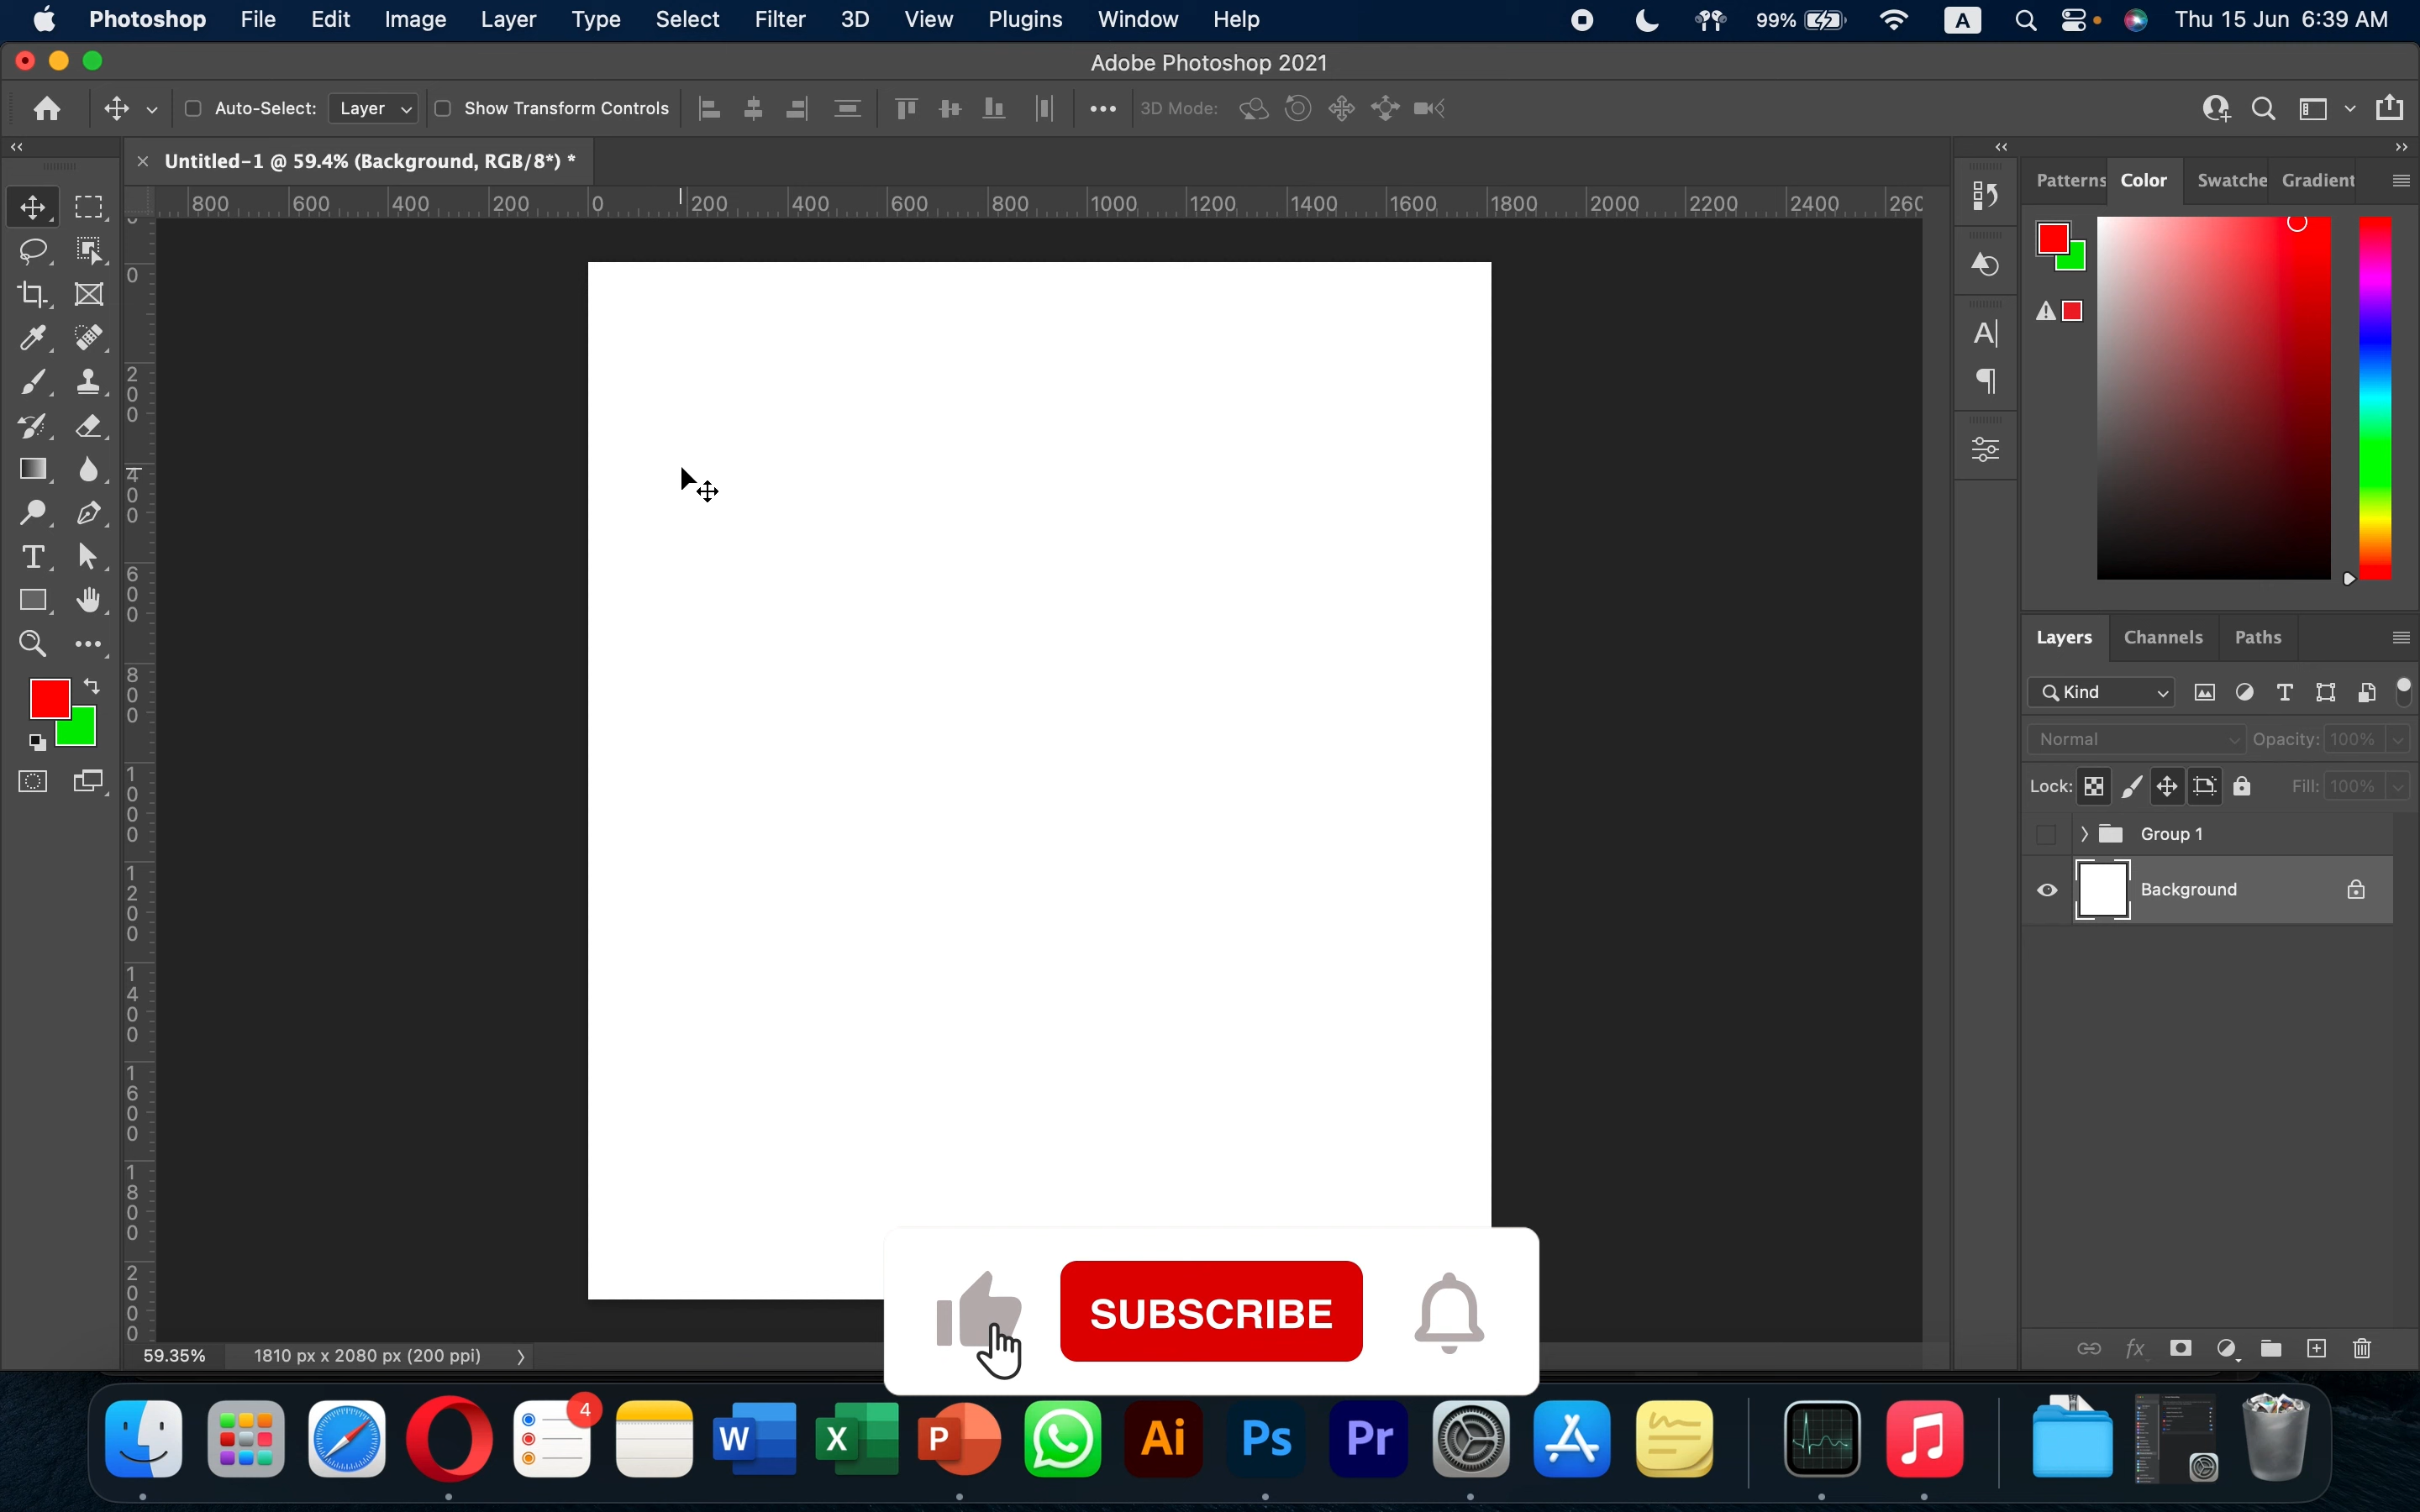 Photoshop File Edit Image Layer Type Select Filter 3D View Plugins Window Help 99% A Thu 15 Jun 6:39 AM
Adobe Photoshop 2021
Auto-Select: Layer Show Transform Controls 3D Mode:
× Untitled-1 @ 59.4% (Background, RGB/8*) *
800 600 400 200 0 200 400 600 800 1000 1200 1400 1600 1800 2000 2200 2400 260
Patterns Color Swatche Gradient
0
200
400
600
800
1000
1200
1400
1600
1800
2000
Layers Channels Paths
Kind
Normal Opacity: 100%
Lock: Fill: 100%
Group 1
Background
fx
59.35% 1810 px x 2080 px (200 ppi)
SUBSCRIBE
4
W X P Ai Ps Pr